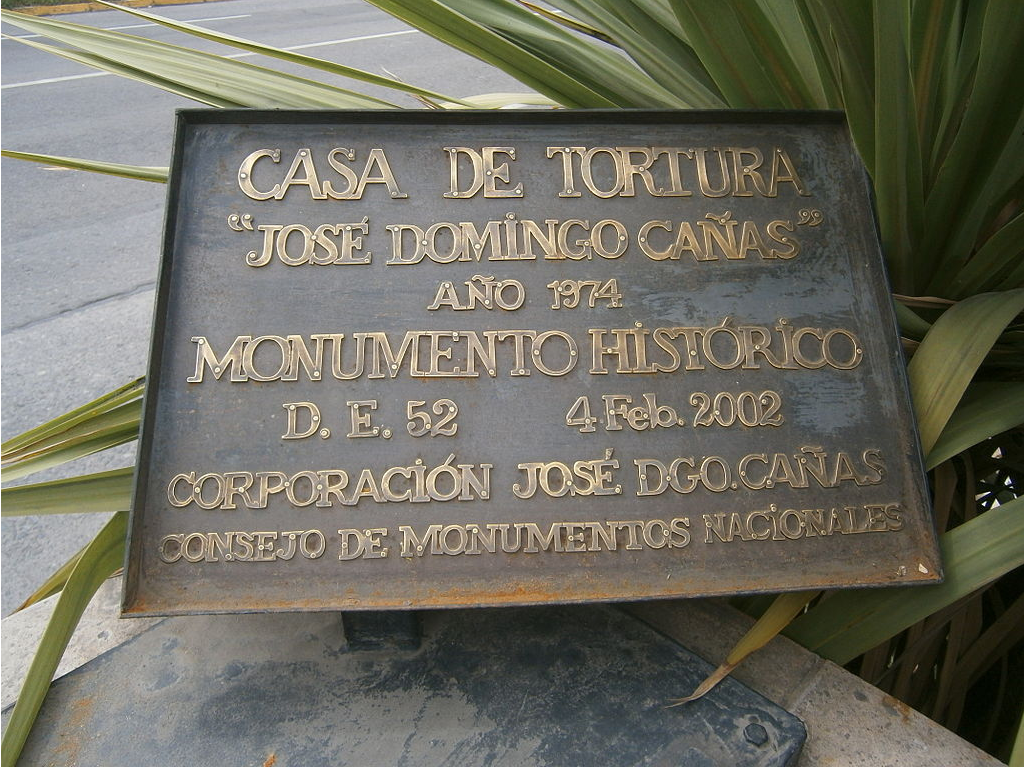 CASA DE TORTURA
“JOSÉ DOMINGO CAÑAS”
AÑO 1974
MONUMENTO HISTÓRICO
D. E. 52 4 Feb. 2002
CORPORACIÓN JOSÉ DGO. CAÑAS
CONSEJO DE MONUMENTOS NACIONALES